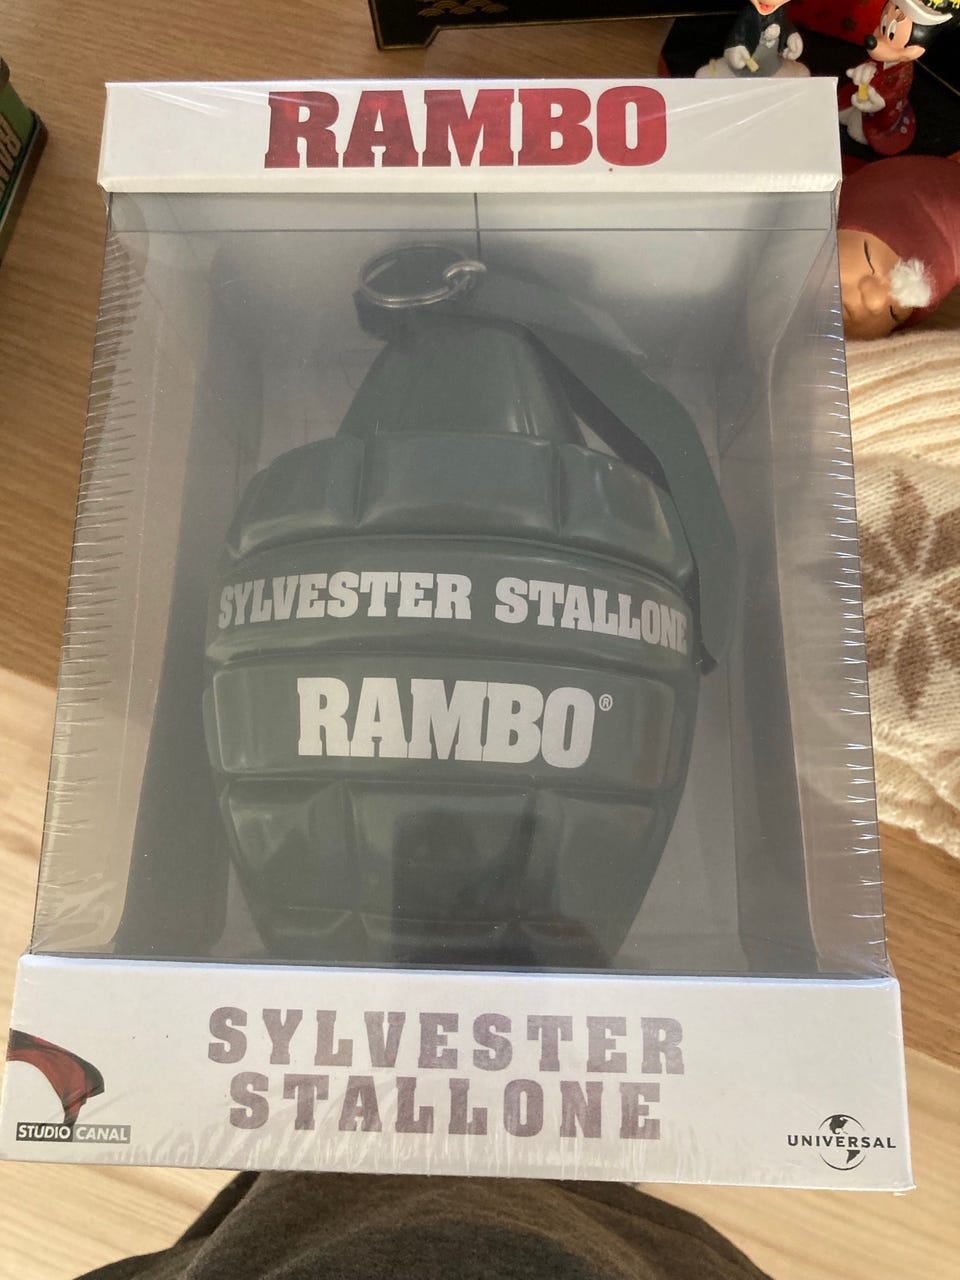 RAMBO
SYLVESTER STALLONE
RAMBO®
SYLVESTER
STALLONE
STUDIO CANAL
UNIVERSAL